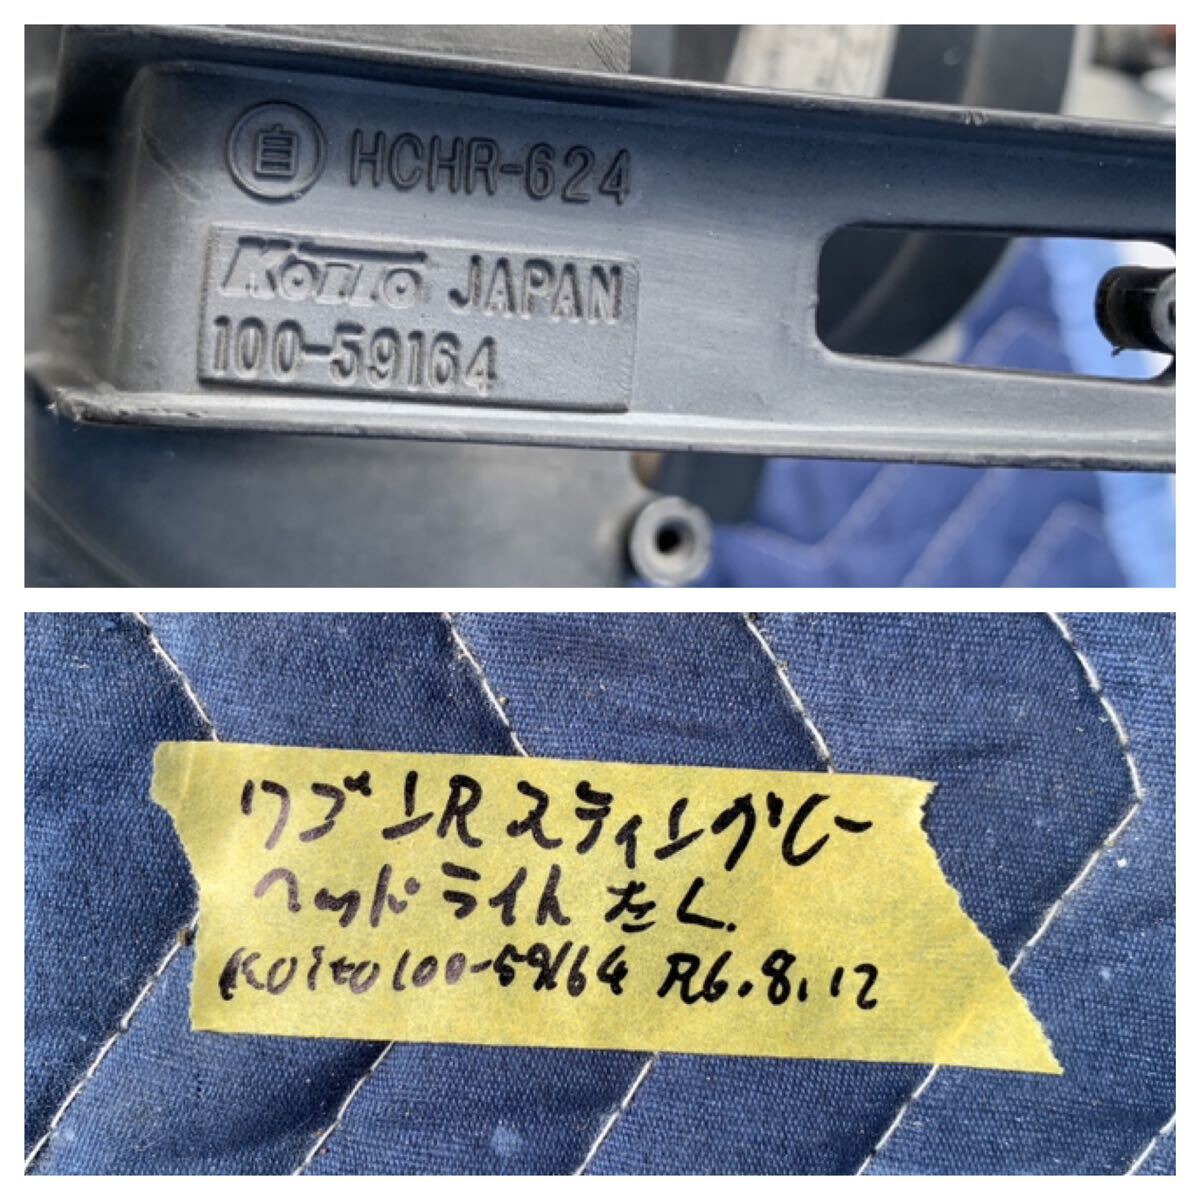 自 HCHR-624
KOITO JAPAN
100-59164
ワゴンRスティングレー
ヘッドライト 左 L.
Koito 100-59164 R6.8.12